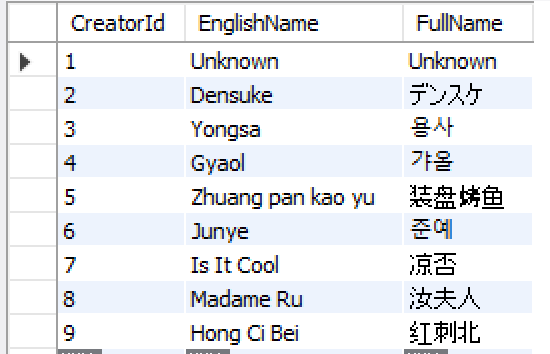 CreatorId EnglishName FullName
1 Unknown Unknown
2 Densuke デンスケ
3 Yongsa 용사
4 Gyaol 갸올
5 Zhuang pan kao yu 装盘烤鱼
6 Junye 준예
7 Is It Cool 凉否
8 Madame Ru 汝夫人
9 Hong Ci Bei 红刺北